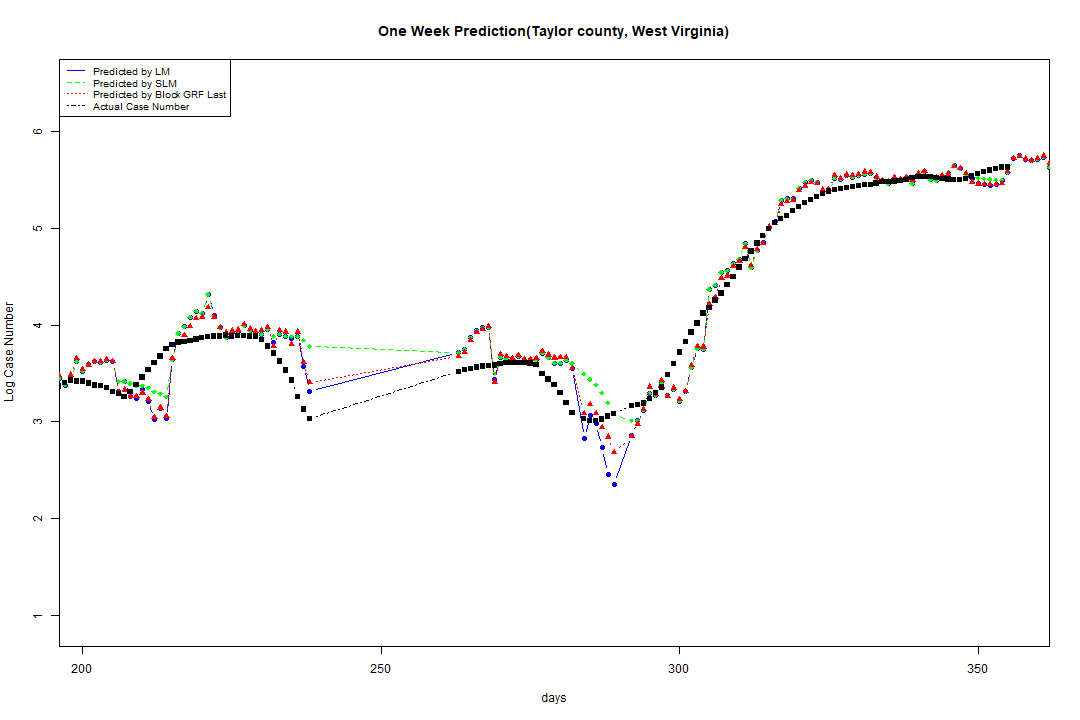 One Week Prediction(Taylor county, West Virginia)
Predicted by LM
Predicted by SLM
Predicted by Block GRF Last
Actual Case Number
6
5
4
3
2
1
Log Case Number
200 250 300 350
days